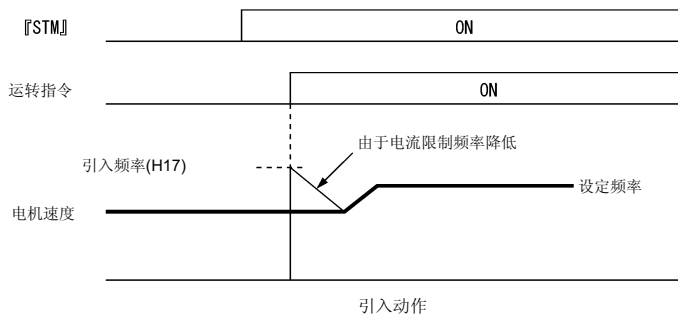 『STM』
ON
运转指令
ON
由于电流限制频率降低
引入频率(H17)
设定频率
电机速度
引入动作